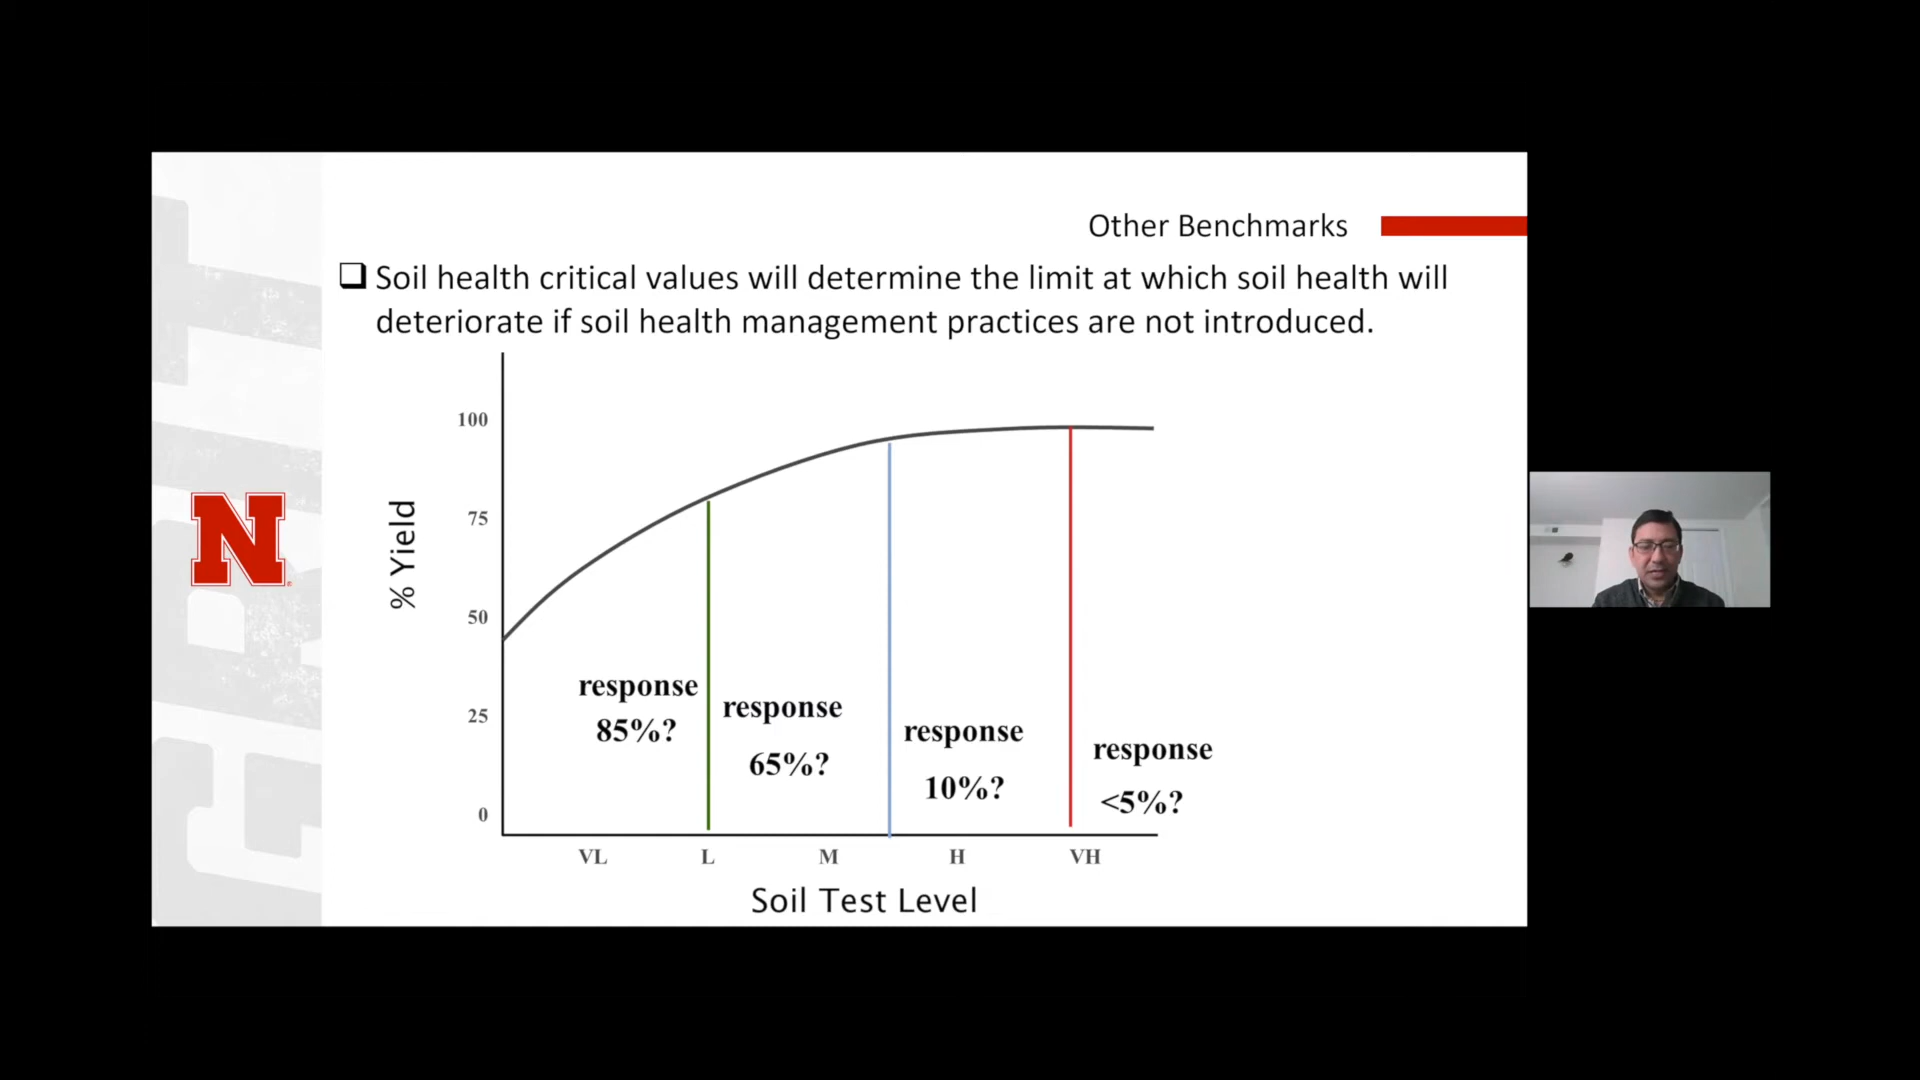 Other Benchmarks
Soil health critical values will determine the limit at which soil health will
deteriorate if soil health management practices are not introduced.
100
75
50
25
0
% Yield
response
85%?
response
65%?
response
10%?
response
<5%?
VL L M H VH
Soil Test Level
N